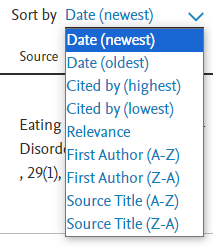 Sort by Date (newest)
Date (newest)
Date (oldest)
Source
Cited by (highest)
Cited by (lowest)
Eating
Relevance
Disord
First Author (A-Z)
, 29(1),
First Author (Z-A)
Source Title (A-Z)
Source Title (Z-A)